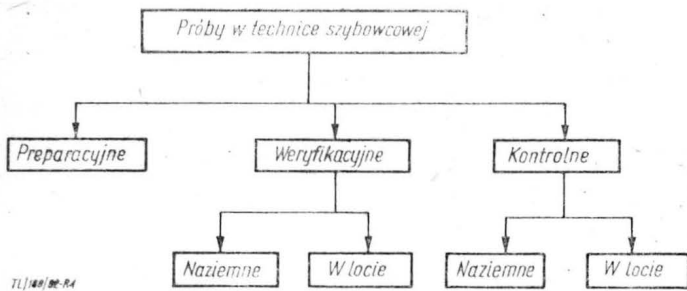 Próby w technice szybowcowej
Preparacyjne
Weryfikacyjne
Kontrolne
Naziemne
W locie
Naziemne
W locie